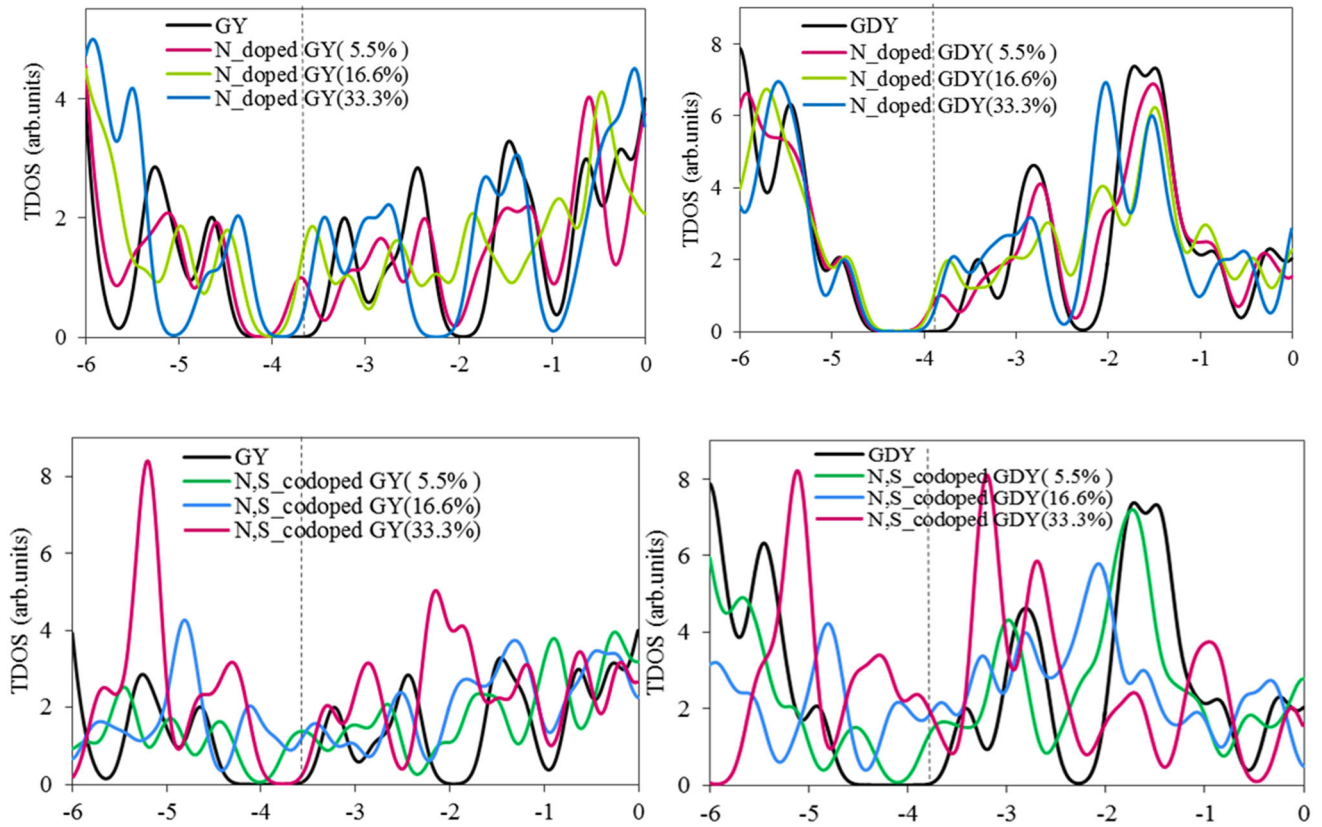 GY
N_doped GY( 5.5% )
N_doped GY(16.6%)
N_doped GY(33.3%)
TDOS (arb.units)
4
2
0
-6 -5 -4 -3 -2 -1 0
GDY
N_doped GDY( 5.5%)
N_doped GDY(16.6%)
N_doped GDY(33.3%)
TDOS (arb.units)
8
6
4
2
0
-6 -5 -4 -3 -2 -1 0
GY
N,S_codoped GY( 5.5% )
N,S_codoped GY(16.6%)
N,S_codoped GY(33.3%)
TDOS (arb.units)
8
6
4
2
0
-6 -5 -4 -3 -2 -1 0
GDY
N,S_codoped GDY( 5.5% )
N,S_codoped GDY(16.6%)
N,S_codoped GDY(33.3%)
TDOS (arb.units)
8
6
4
2
0
-6 -5 -4 -3 -2 -1 0